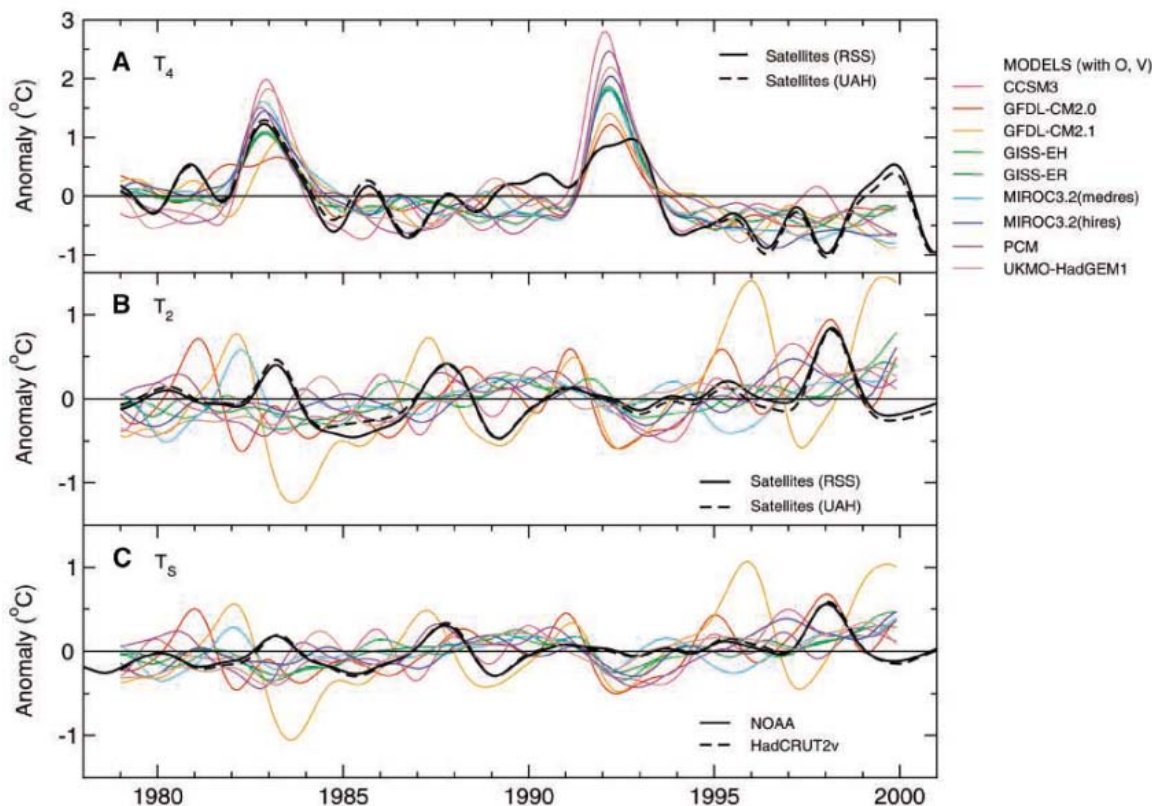 A T4
Anomaly (°C)
3
2
1
0
-1
Satellites (RSS)
Satellites (UAH)
MODELS (with O, V)
CCSM3
GFDL-CM2.0
GFDL-CM2.1
GISS-EH
GISS-ER
MIROC3.2(medres)
MIROC3.2(hires)
PCM
UKMO-HadGEM1
B T2
Anomaly (°C)
1
0
-1
Satellites (RSS)
Satellites (UAH)
C TS
Anomaly (°C)
1
0
-1
NOAA
HadCRUT2v
1980 1985 1990 1995 2000